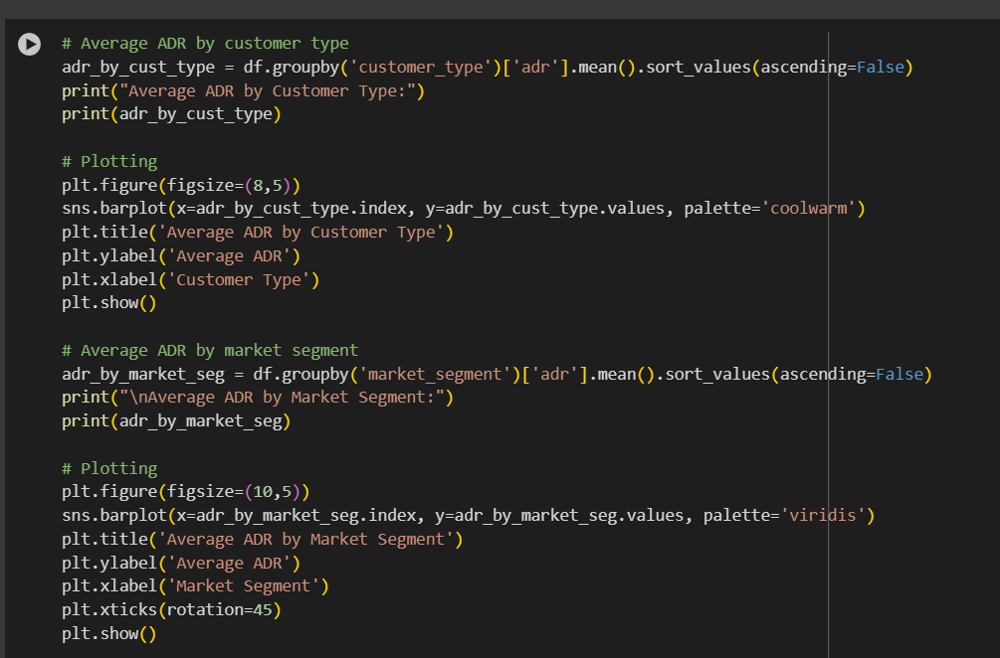 # Average ADR by customer type
adr_by_cust_type = df.groupby('customer_type')['adr'].mean().sort_values(ascending=False)
print("Average ADR by Customer Type:")
print(adr_by_cust_type)
# Plotting
plt.figure(figsize=(8,5))
sns.barplot(x=adr_by_cust_type.index, y=adr_by_cust_type.values, palette='coolwarm')
plt.title('Average ADR by Customer Type')
plt.ylabel('Average ADR')
plt.xlabel('Customer Type')
plt.show()
# Average ADR by market segment
adr_by_market_seg = df.groupby('market_segment')['adr'].mean().sort_values(ascending=False)
print("\nAverage ADR by Market Segment:")
print(adr_by_market_seg)
# Plotting
plt.figure(figsize=(10,5))
sns.barplot(x=adr_by_market_seg.index, y=adr_by_market_seg.values, palette='viridis')
plt.title('Average ADR by Market Segment')
plt.ylabel('Average ADR')
plt.xlabel('Market Segment')
plt.xticks(rotation=45)
plt.show()